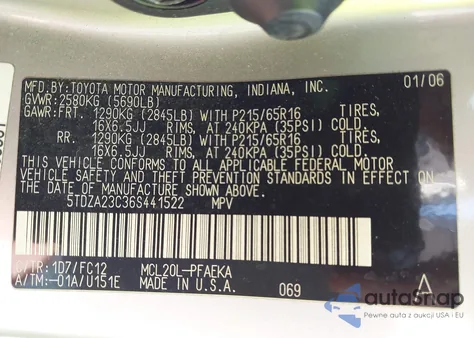 MFD.BY:TOYOTA MOTOR MANUFACTURING, INDIANA, INC. 01/06
GVWR:2580KG (5690LB)
GAWR:FRT. 1290KG (2845LB) WITH P215/65R16 TIRES,
16X6.5JJ RIMS, AT 240KPA (35PSI) COLD.
RR. 1290KG (2845LB) WITH P215/65R16 TIRES,
16X6.5JJ RIMS, AT 240KPA (35PSI) COLD.
THIS VEHICLE CONFORMS TO ALL APPLICABLE FEDERAL MOTOR
VEHICLE SAFETY AND THEFT PREVENTION STANDARDS IN EFFECT ON
THE DATE OF MANUFACTURE SHOWN ABOVE.
5TDZA23C36S441522 MPV
C/TR:1D7/FC12 MCL20L-PFAEKA
A/TM:-01A/U151E MADE IN U.S.A. 069 A
autoSnap
Pewne auta z aukcji USA i EU